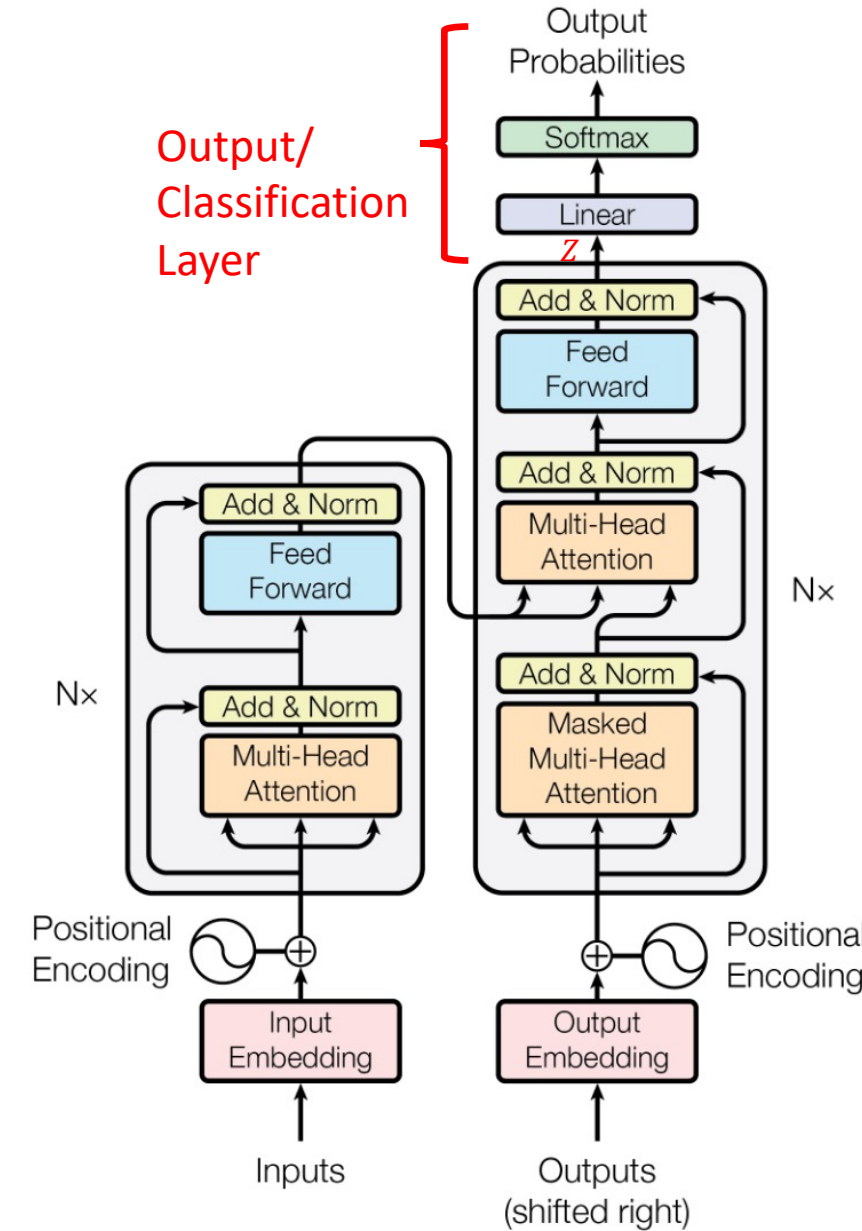 Output
Probabilities
Output/
Classification
Layer
Softmax
Linear
Z
Add & Norm
Feed
Forward
Add & Norm
Multi-Head
Attention
Add & Norm
Masked
Multi-Head
Attention
N×
Add & Norm
Feed
Forward
Add & Norm
Multi-Head
Attention
N×
Positional
Encoding
Positional
Encoding
Input
Embedding
Output
Embedding
Inputs
Outputs
(shifted right)